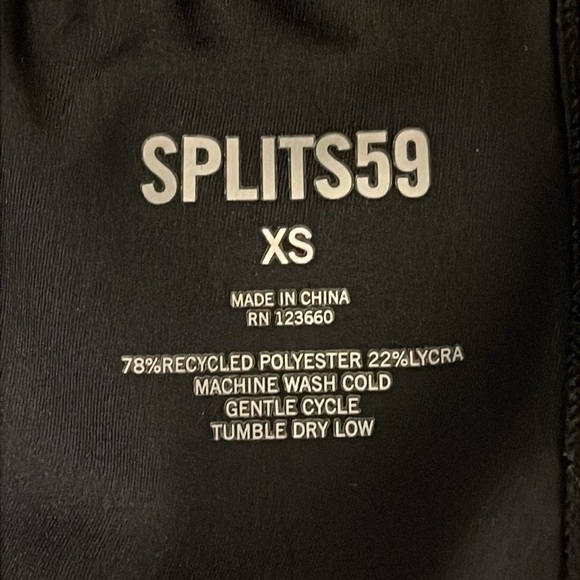 SPLITS59
XS
MADE IN CHINA
RN 123660
78%RECYCLED POLYESTER 22%LYCRA
MACHINE WASH COLD
GENTLE CYCLE
TUMBLE DRY LOW